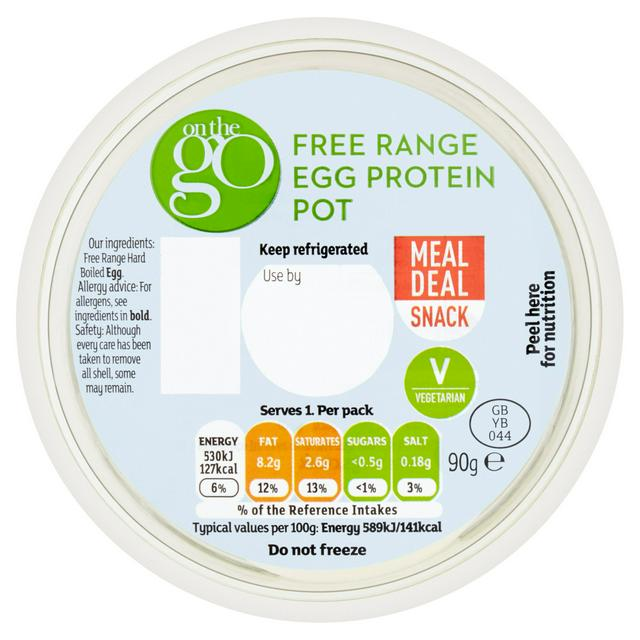 on the
go
FREE RANGE
EGG PROTEIN
POT
Our ingredients:
Free Range Hard
Boiled Egg.
Allergy advice: For
allergens, see
ingredients in bold.
Safety: Although
every care has been
taken to remove
all shell, some
may remain.
Keep refrigerated
Use by
MEAL
DEAL
SNACK
Peel here
for nutrition
V
VEGETARIAN
GB
YB
044
Serves 1. Per pack
ENERGY
530kJ
127kcal
6%
FAT
8.2g
12%
SATURATES
2.6g
13%
SUGARS
<0.5g
<1%
SALT
0.18g
3%
90g ℮
% of the Reference Intakes
Typical values per 100g: Energy 589kJ/141kcal
Do not freeze